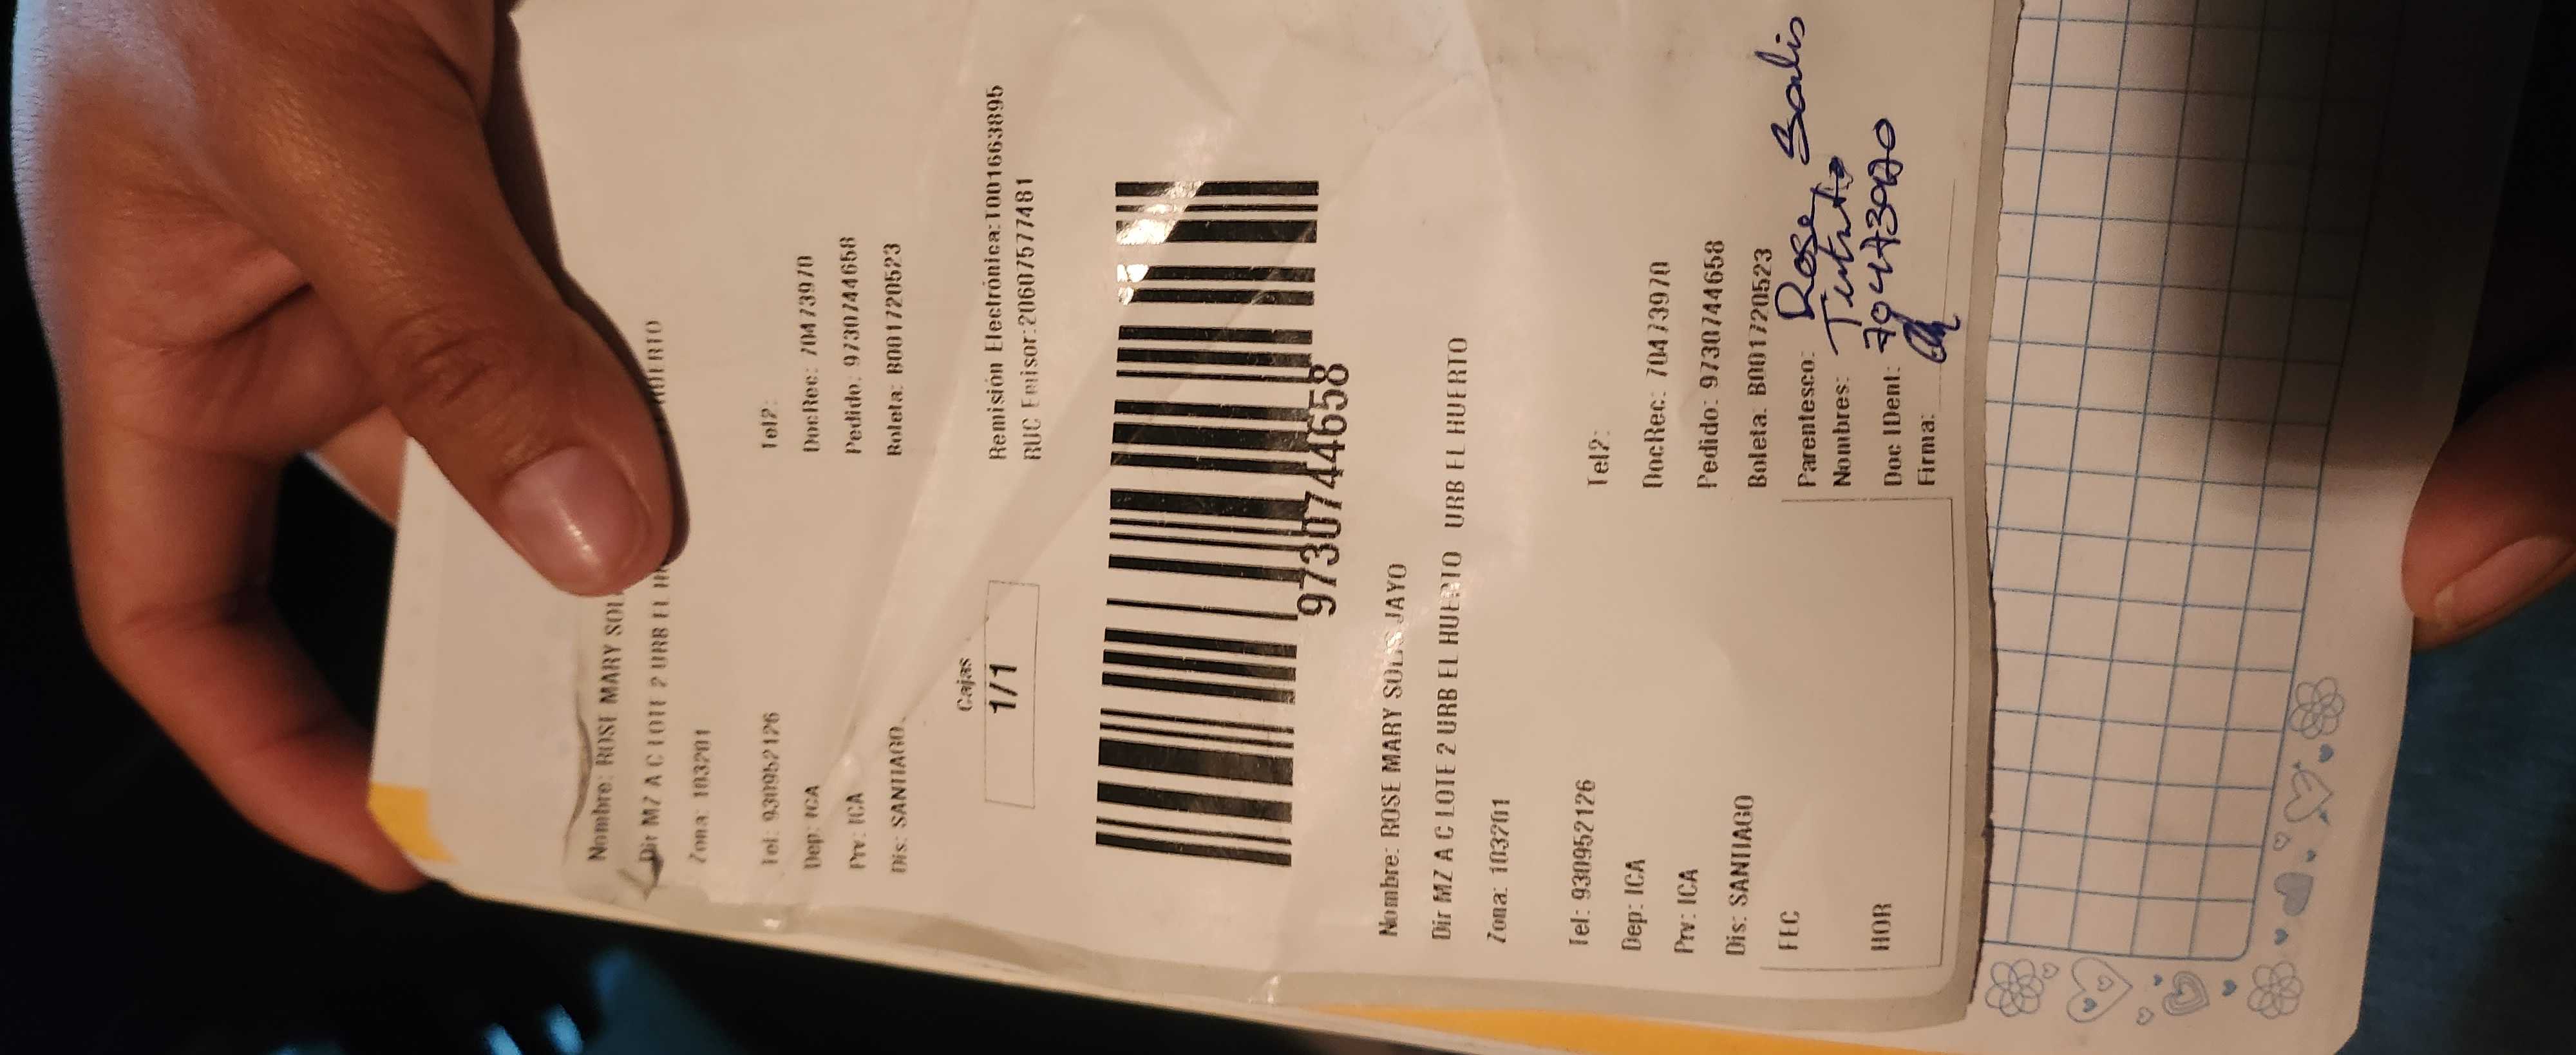 Nombre: ROSE MARY SOL
Dir MZ A C LOTE 2 URB EL HUERTO
Zona: 103201
Tel: 930952126
Tel2:
Dep: ICA
DocRec: 70473970
Prv: ICA
Pedido: 9730744658
Dis: SANTIAGO
Boleta: B001720523
Cajas
1/1
Remisión Electrónica:T001663895
RUC Emisor:20607577481
9730744658
Nombre: ROSE MARY SOLIS JAYO
Dir MZ A C LOTE 2 URB EL HUERTO URB EL HUERTO
Zona: 103201
Tel: 930952126
Tel2:
Dep: ICA
DocRec: 70473970
Prv: ICA
Pedido: 9730744658
Dis: SANTIAGO
Boleta. B001720523
FEC
Parentesco: Rose Solis
Nombres:
HOR
Doc IDent:
Firma: